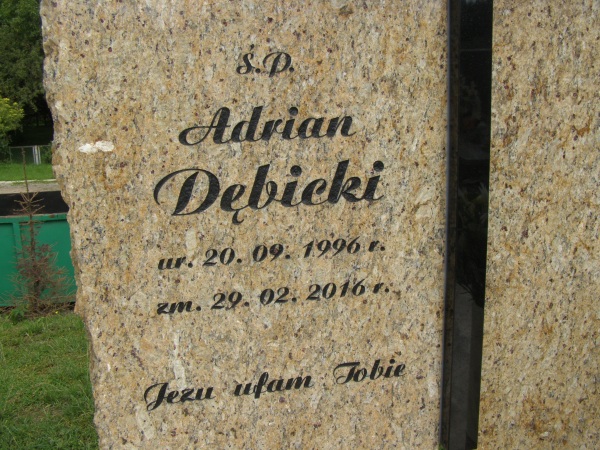 Ś.P.
Adrian
Dębicki
ur. 20. 09. 1996 r.
zm. 29. 02. 2016 r.
Jezu ufam Tobie